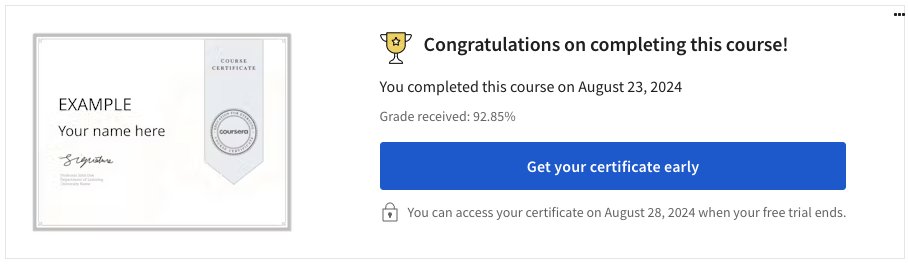 COURSE
CERTIFICATE
EXAMPLE
Your name here
coursera
Congratulations on completing this course!
You completed this course on August 23, 2024
Grade received: 92.85%
Get your certificate early
You can access your certificate on August 28, 2024 when your free trial ends.